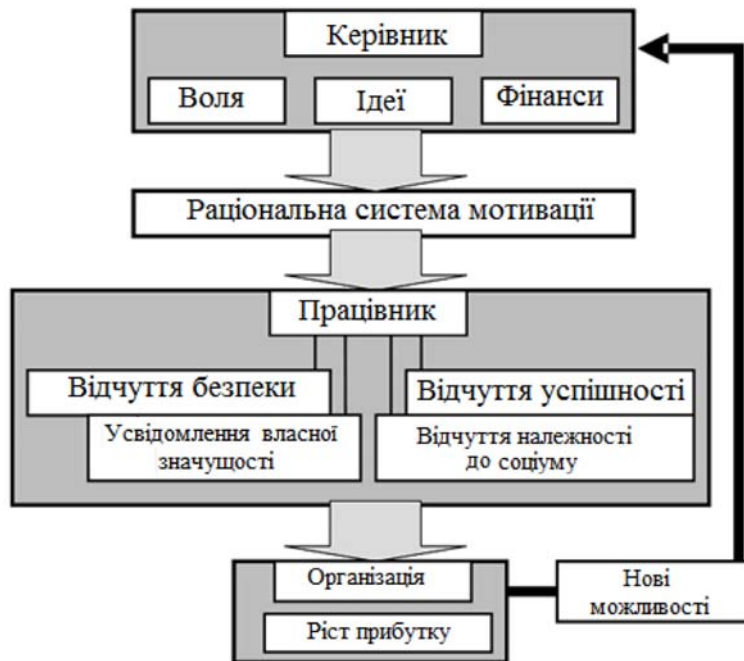 Керівник
Воля
Ідеї
Фінанси
Раціональна система мотивації
Працівник
Відчуття безпеки
Відчуття успішності
Усвідомлення власної
значущості
Відчуття належності
до соціуму
Організація
Нові
можливості
Ріст прибутку